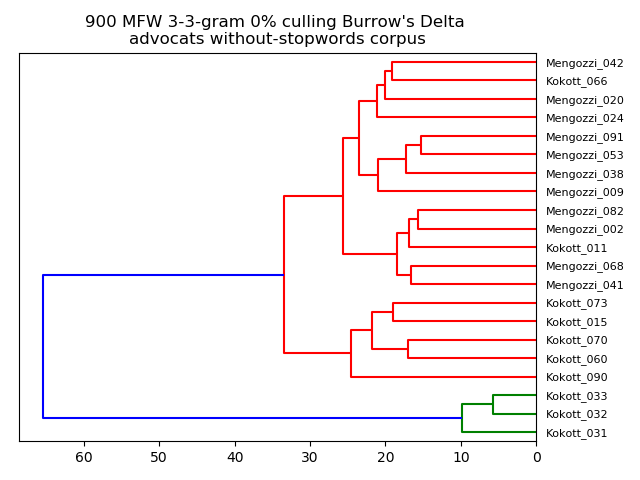 900 MFW 3-3-gram 0% culling Burrow's Delta
advocats without-stopwords corpus
Mengozzi_042
Kokott_066
Mengozzi_020
Mengozzi_024
Mengozzi_091
Mengozzi_053
Mengozzi_038
Mengozzi_009
Mengozzi_082
Mengozzi_002
Kokott_011
Mengozzi_068
Mengozzi_041
Kokott_073
Kokott_015
Kokott_070
Kokott_060
Kokott_090
Kokott_033
Kokott_032
Kokott_031
60 50 40 30 20 10 0